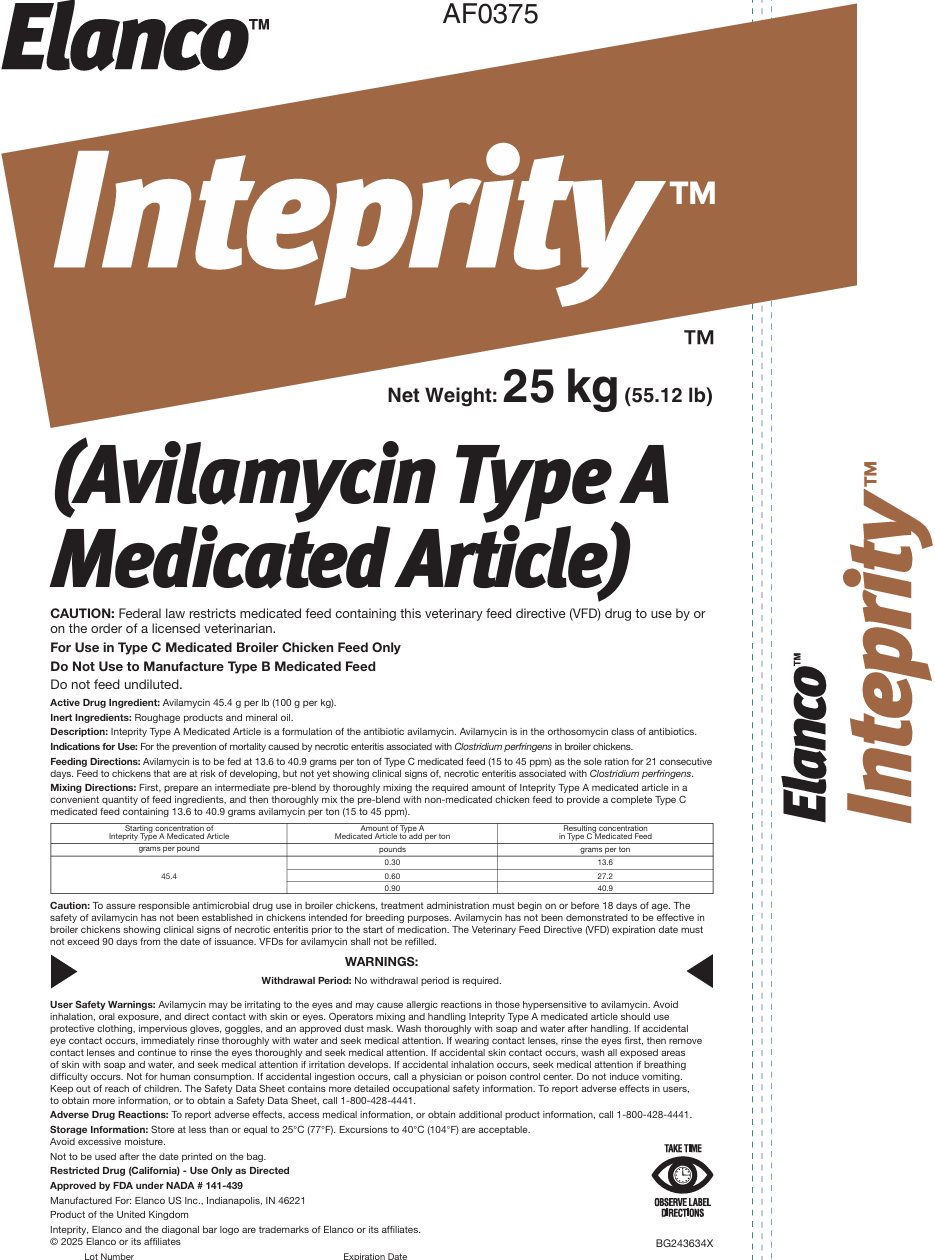 Elanco™
AF0375
Inteprity™
TM
Net Weight: 25 kg (55.12 lb)
(Avilamycin Type A
Medicated Article)
CAUTION: Federal law restricts medicated feed containing this veterinary feed directive (VFD) drug to use by or
on the order of a licensed veterinarian.
For Use in Type C Medicated Broiler Chicken Feed Only
Do Not Use to Manufacture Type B Medicated Feed
Do not feed undiluted.
Active Drug Ingredient: Avilamycin 45.4 g per lb (100 g per kg).
Inert Ingredients: Roughage products and mineral oil.
Description: Inteprity Type A Medicated Article is a formulation of the antibiotic avilamycin. Avilamycin is in the orthosomycin class of antibiotics.
Indications for Use: For the prevention of mortality caused by necrotic enteritis associated with Clostridium perfringens in broiler chickens.
Feeding Directions: Avilamycin is to be fed at 13.6 to 40.9 grams per ton of Type C medicated feed (15 to 45 ppm) as the sole ration for 21 consecutive
days. Feed to chickens that are at risk of developing, but not yet showing clinical signs of, necrotic enteritis associated with Clostridium perfringens.
Mixing Directions: First, prepare an intermediate pre-blend by thoroughly mixing the required amount of Inteprity Type A medicated article in a
convenient quantity of feed ingredients, and then thoroughly mix the pre-blend with non-medicated chicken feed to provide a complete Type C
medicated feed containing 13.6 to 40.9 grams avilamycin per ton (15 to 45 ppm).
Starting concentration of
Inteprity Type A Medicated Article
Amount of Type A
Medicated Article to add per ton
Resulting concentration
in Type C Medicated Feed
grams per pound
pounds
grams per ton
45.4
0.30
13.6
0.60
27.2
0.90
40.9
Caution: To assure responsible antimicrobial drug use in broiler chickens, treatment administration must begin on or before 18 days of age. The
safety of avilamycin has not been established in chickens intended for breeding purposes. Avilamycin has not been demonstrated to be effective in
broiler chickens showing clinical signs of necrotic enteritis prior to the start of medication. The Veterinary Feed Directive (VFD) expiration date must
not exceed 90 days from the date of issuance. VFDs for avilamycin shall not be refilled.
WARNINGS:
Withdrawal Period: No withdrawal period is required.
User Safety Warnings: Avilamycin may be irritating to the eyes and may cause allergic reactions in those hypersensitive to avilamycin. Avoid
inhalation, oral exposure, and direct contact with skin or eyes. Operators mixing and handling Inteprity Type A medicated article should use
protective clothing, impervious gloves, goggles, and an approved dust mask. Wash thoroughly with soap and water after handling. If accidental
eye contact occurs, immediately rinse thoroughly with water and seek medical attention. If wearing contact lenses, rinse the eyes first, then remove
contact lenses and continue to rinse the eyes thoroughly and seek medical attention. If accidental skin contact occurs, wash all exposed areas
of skin with soap and water, and seek medical attention if irritation develops. If accidental inhalation occurs, seek medical attention if breathing
difficulty occurs. Not for human consumption. If accidental ingestion occurs, call a physician or poison control center. Do not induce vomiting.
Keep out of reach of children. The Safety Data Sheet contains more detailed occupational safety information. To report adverse effects in users,
to obtain more information, or to obtain a Safety Data Sheet, call 1-800-428-4441.
Adverse Drug Reactions: To report adverse effects, access medical information, or obtain additional product information, call 1-800-428-4441.
Storage Information: Store at less than or equal to 25°C (77°F). Excursions to 40°C (104°F) are acceptable.
Avoid excessive moisture.
Not to be used after the date printed on the bag.
Restricted Drug (California) - Use Only as Directed
Approved by FDA under NADA # 141-439
Manufactured For: Elanco US Inc., Indianapolis, IN 46221
Product of the United Kingdom
Inteprity, Elanco and the diagonal bar logo are trademarks of Elanco or its affiliates.
© 2025 Elanco or its affiliates
TAKE TIME
OBSERVE LABEL
DIRECTIONS
BG243634X
Lot Number
Expiration Date
Elanco™
Inteprity™